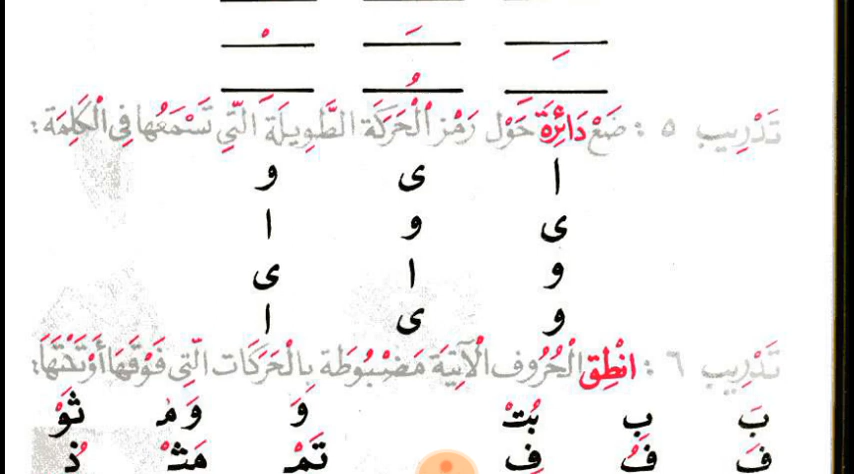 تَدْرِيب ٥ : ضَعْ دَائِرَةً حَوْل رَمْز الْحَرَكَة الطَّوِيلَة الَّتِي تَسْمَعُها فِي الْكَلِمَة :
ا ى و
ى و ا
و ا ى
و ى ا
تَدْرِيب ٦ : انْطِقِ الْحُرُوف الْآتِيَة مَضْبُوطَة بِالْحَرَكَات الَّتِي فَوْقَهَا أَوْ تَحْتَهَا :
بَ بِ بُتْ وَ وَمْ ثَوْ
فَ فُ فِ تَمْ مَتْ ذُ